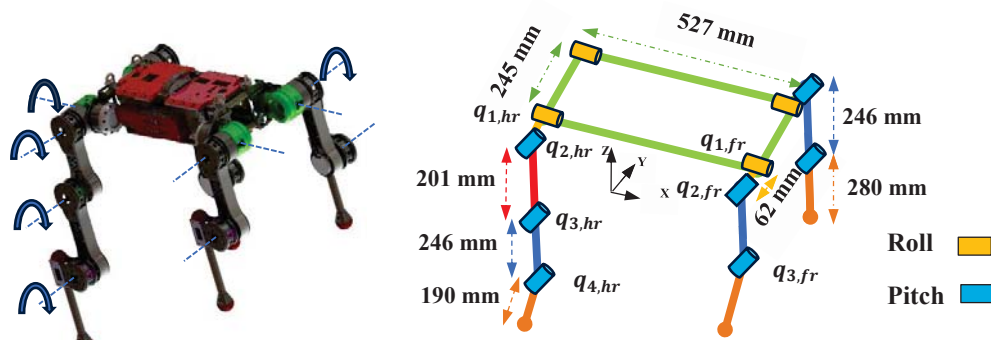 527 mm
245 mm
q₁,hr
q₂,hr
201 mm
q₃,hr
246 mm
q₄,hr
190 mm
Z
Y
X
q₁,fr
q₂,fr
62 mm
q₃,fr
246 mm
280 mm
Roll
Pitch